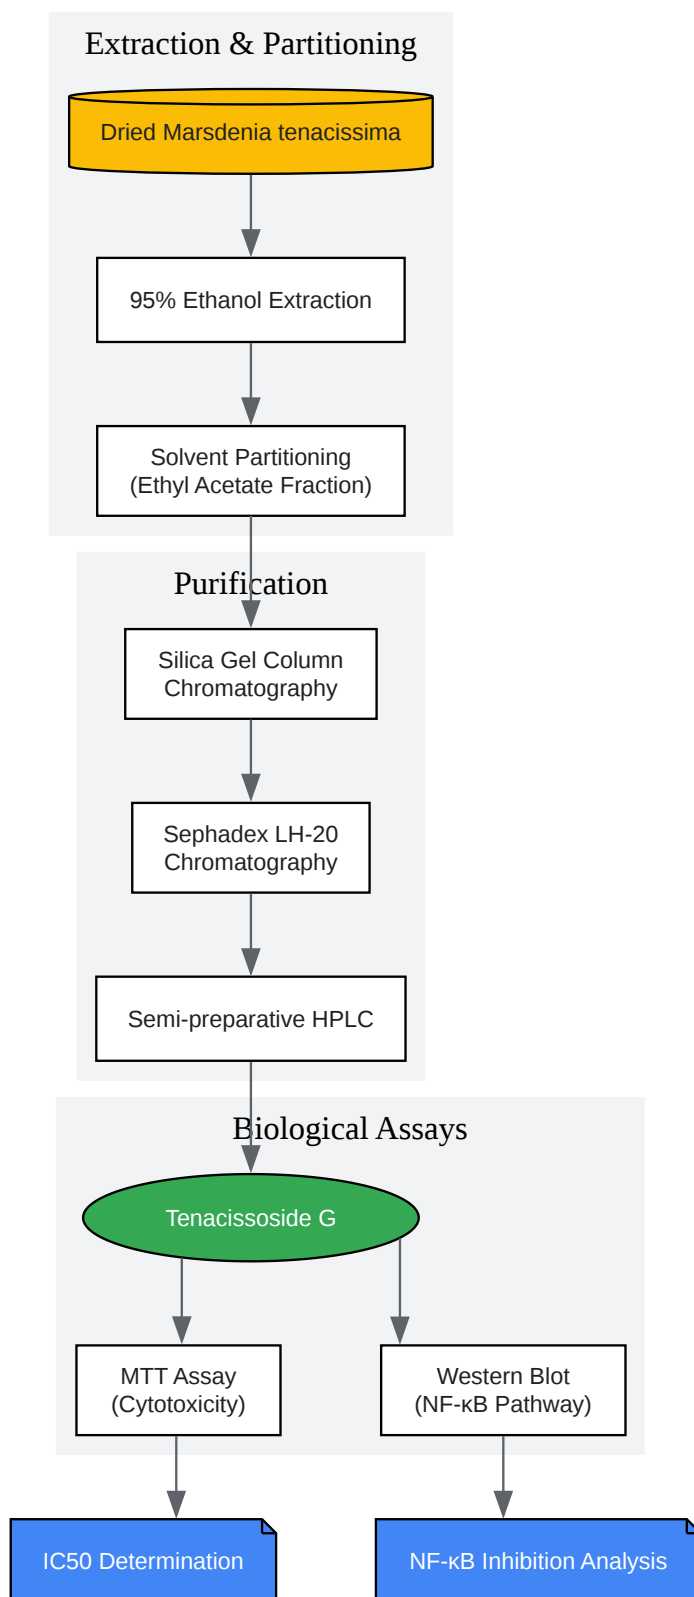 Extraction & Partitioning
Dried Marsdenia tenacissima
95% Ethanol Extraction
Solvent Partitioning
(Ethyl Acetate Fraction)
Purification
Silica Gel Column
Chromatography
Sephadex LH-20
Chromatography
Semi-preparative HPLC
Biological Assays
Tenacissoside G
MTT Assay
(Cytotoxicity)
Western Blot
(NF-κB Pathway)
IC50 Determination
NF-κB Inhibition Analysis